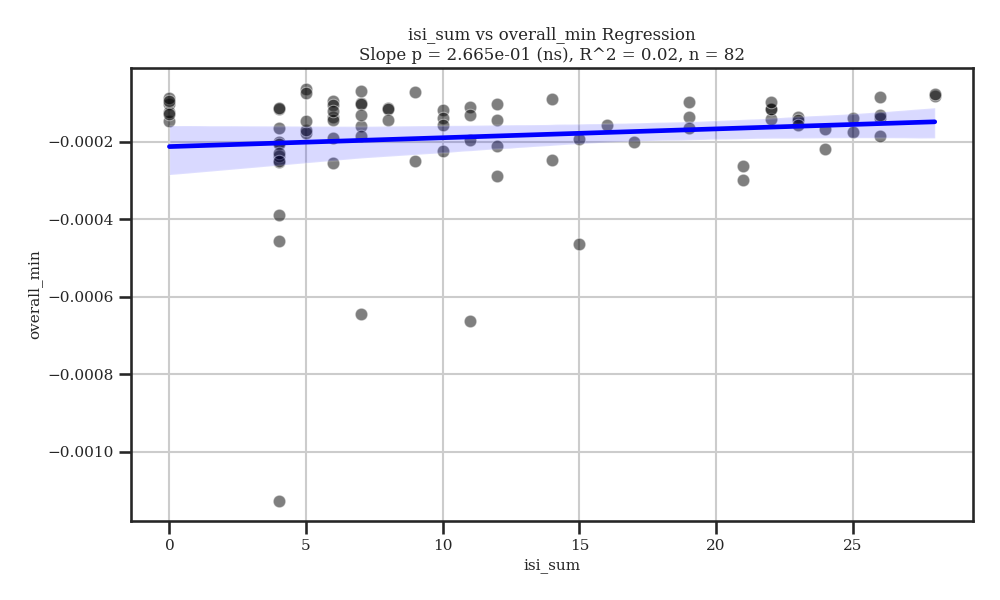 isi_sum vs overall_min Regression
Slope p = 2.665e-01 (ns), R^2 = 0.02, n = 82
overall_min
−0.0002
−0.0004
−0.0006
−0.0008
−0.0010
0 5 10 15 20 25
isi_sum